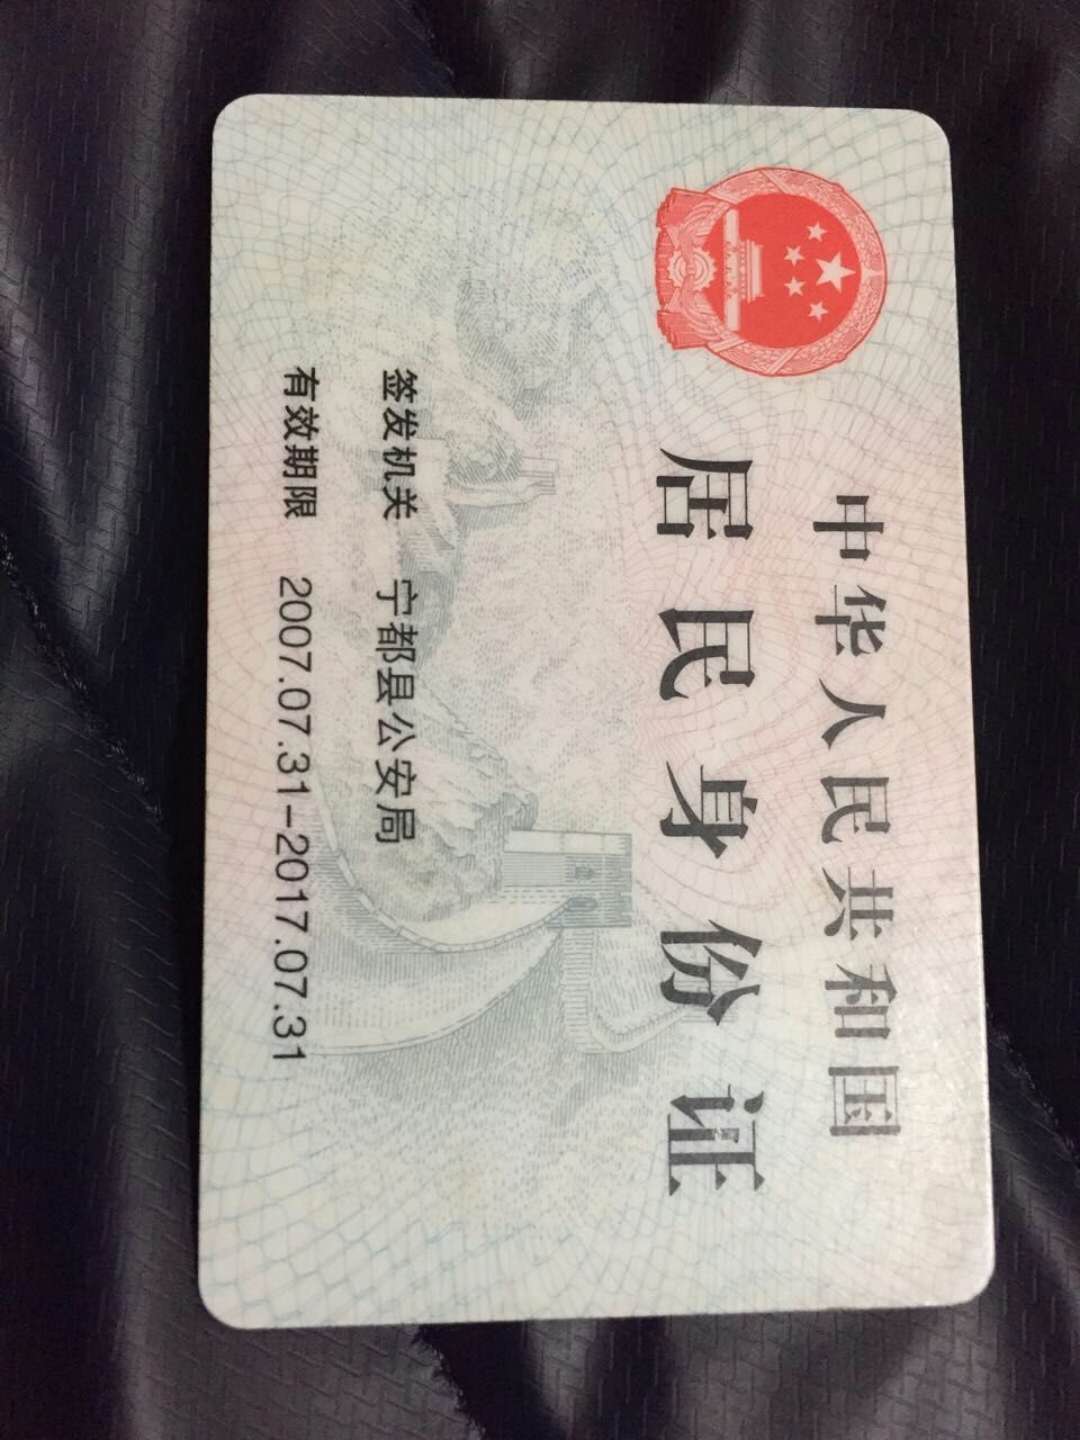 中华人民共和国
居民身份证
签发机关 宁都县公安局
有效期限 2007.07.31-2017.07.31